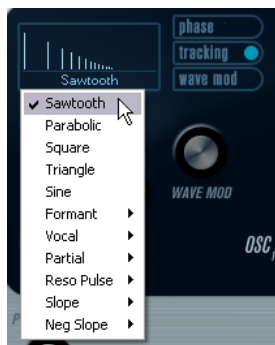 phase
tracking
wave mod
Sawtooth
Sawtooth
Parabolic
Square
Triangle
Sine
Formant
Vocal
Partial
Reso Pulse
Slope
Neg Slope
WAVE MOD
OSC
P